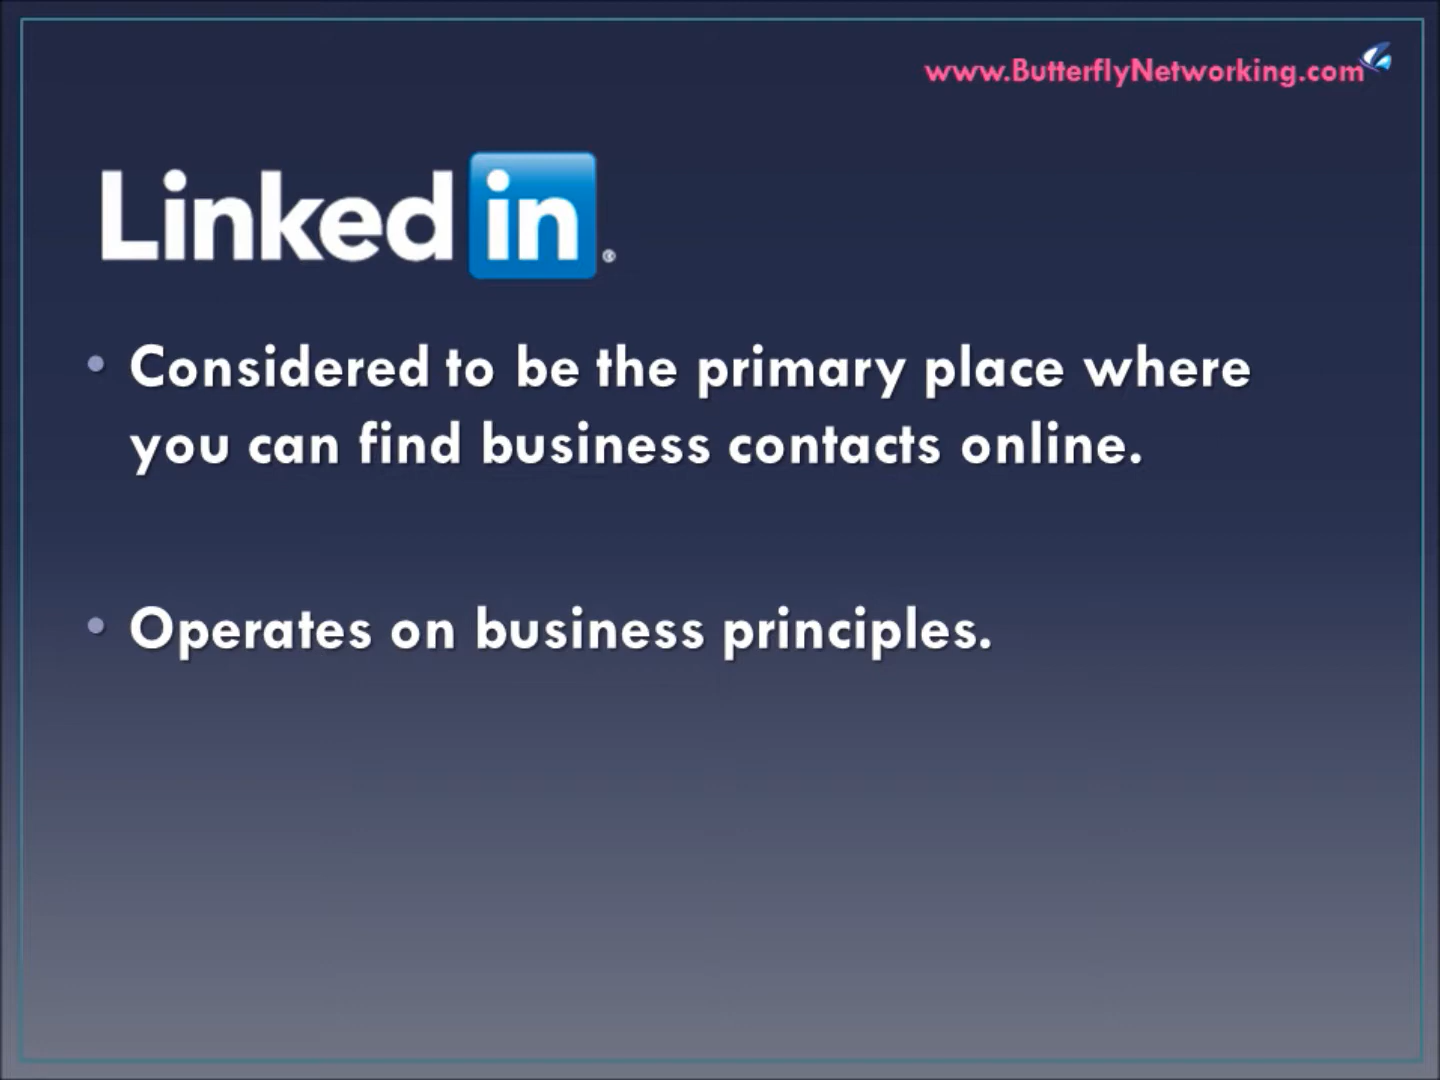 www.ButterflyNetworking.com
Linkedin®
• Considered to be the primary place where
you can find business contacts online.
• Operates on business principles.